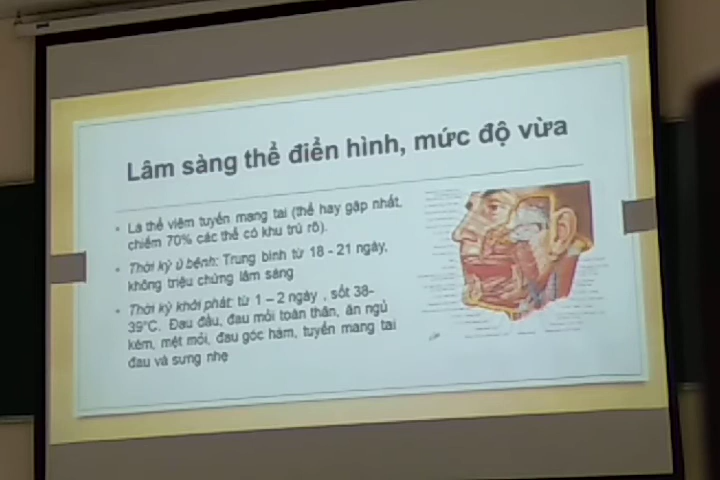 Lâm sàng thể điển hình, mức độ vừa
• Là thể viêm tuyến mang tai (thể hay gặp nhất,
chiếm 70% các thể có khu trú rõ).
• Thời kỳ ủ bệnh: Trung bình từ 18 - 21 ngày,
không triệu chứng lâm sàng
• Thời kỳ khởi phát: từ 1 – 2 ngày , sốt 38-
39°C. Đau đầu, đau mỏi toàn thân, ăn ngủ
kém, mệt mỏi, đau góc hàm, tuyến mang tai
đau và sưng nhẹ